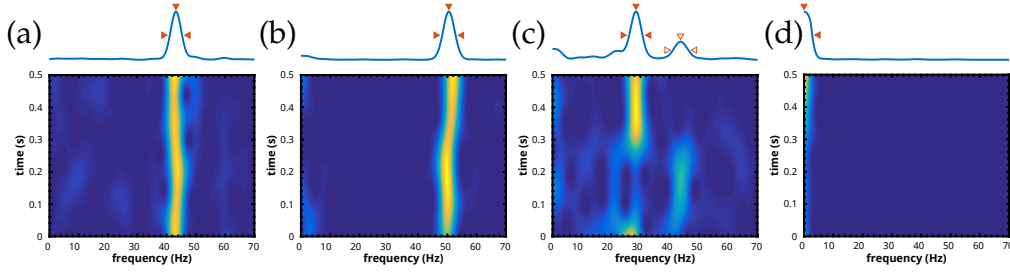 (a) (b) (c) (d)
0.5 0.5 0.5 0.5
0.4 0.4 0.4 0.4
0.3 0.3 0.3 0.3
time (s) time (s) time (s) time (s)
0.2 0.2 0.2 0.2
0.1 0.1 0.1 0.1
0 0 0 0
0 10 20 30 40 50 60 70 0 10 20 30 40 50 60 70 0 10 20 30 40 50 60 70 0 10 20 30 40 50 60 70
frequency (Hz) frequency (Hz) frequency (Hz) frequency (Hz)